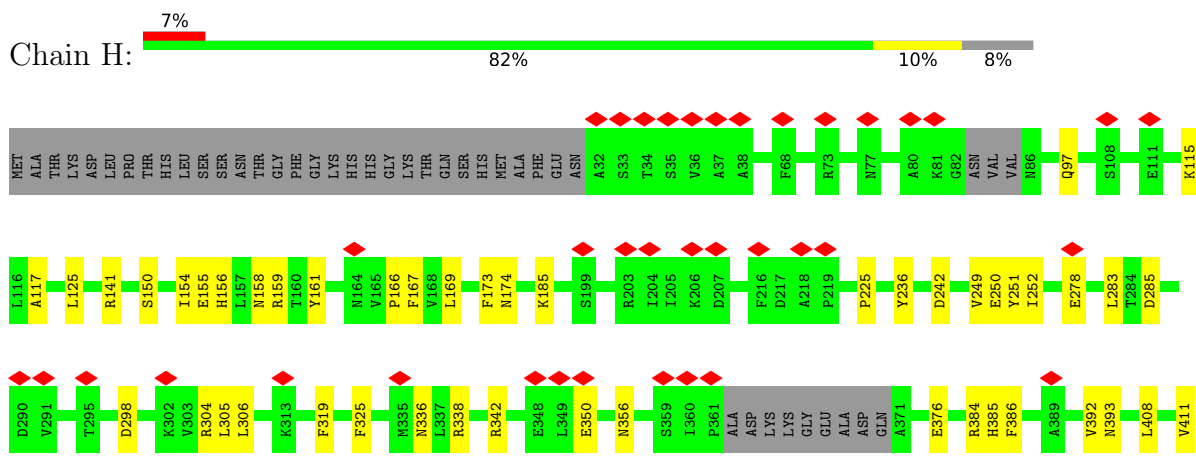 7%
Chain H:
82% 10% 8%
MET ALA THR LYS ASP LEU PRO THR HIS LEU SER SER ASN THR GLY PHE GLY LYS HIS HIS GLY LYS THR GLN SER HIS MET ALA PHE GLU ASN A32 S33 T34 S35 V36 A37 A38 F68 R73 N77 A80 K81 G82 ASN VAL VAL N86 Q97 S108 E111 K115
L116 A117 L125 R141 S150 I154 E155 H156 L157 N158 R159 T160 Y161 N164 V165 P166 F167 V168 L169 F173 N174 K185 S199 R203 I204 I205 K206 D207 F216 D217 A218 P219 P225 Y236 D242 V249 E250 Y251 I252 E278 L283 T284 D285
D290 V291 T295 D298 K302 V303 R304 L305 L306 K313 F319 F325 M335 N336 L337 R338 R342 E348 L349 E350 N356 S359 I360 P361 ALA ASP LYS LYS GLY GLU ALA ASP GLN A371 E376 R384 H385 F386 A389 V392 N393 L408 V411